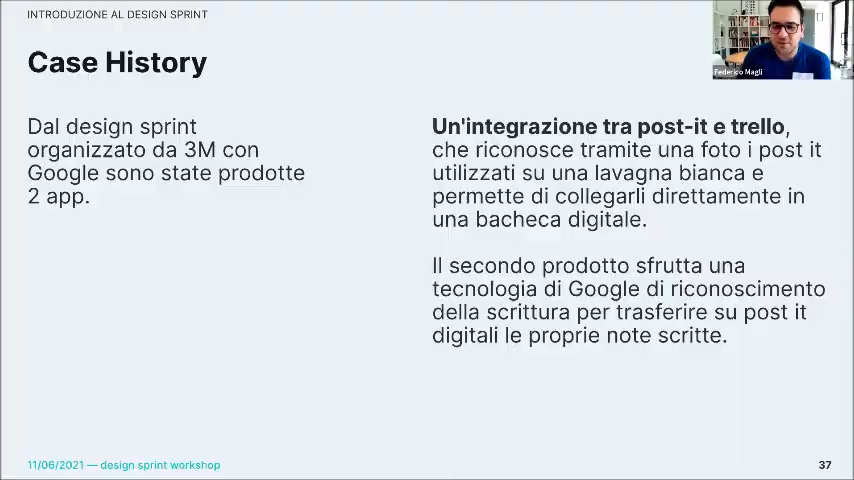 INTRODUZIONE AL DESIGN SPRINT
Case History
Dal design sprint
organizzato da 3M con
Google sono state prodotte
2 app.
Un'integrazione tra post-it e trello,
che riconosce tramite una foto i post it
utilizzati su una lavagna bianca e
permette di collegarli direttamente in
una bacheca digitale.
Il secondo prodotto sfrutta una
tecnologia di Google di riconoscimento
della scrittura per trasferire su post it
digitali le proprie note scritte.
Federico Magli
11/06/2021 — design sprint workshop
37